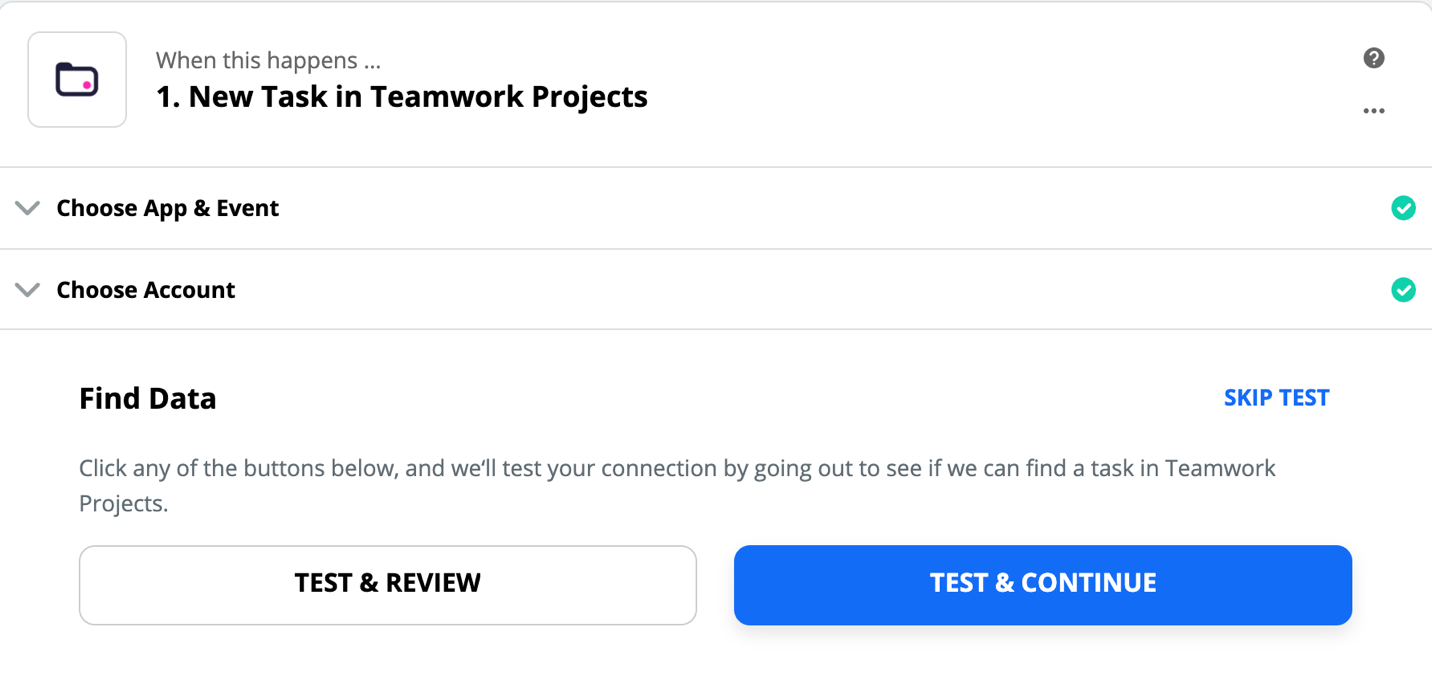 When this happens ...
1. New Task in Teamwork Projects
Choose App & Event
Choose Account
Find Data
SKIP TEST
Click any of the buttons below, and we‘ll test your connection by going out to see if we can find a task in Teamwork
Projects.
TEST & REVIEW
TEST & CONTINUE